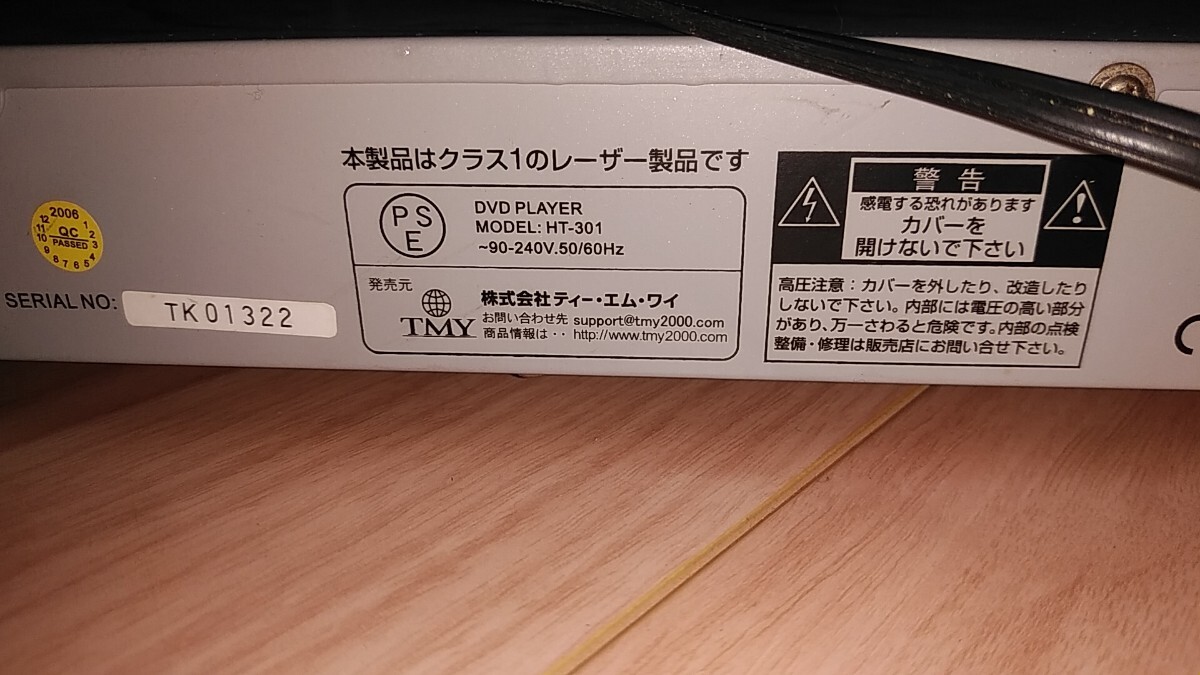 本製品はクラス1のレーザー製品です
2006
12 1
11 QC 2
10 PASSED 3
9 8 7 6 5 4
SERIAL NO:
TK01322
PS
E
DVD PLAYER
MODEL: HT-301
~90-240V.50/60Hz
発売元
TMY
株式会社ティー・エム・ワイ
お問い合わせ先 support@tmy2000.com
商品情報は・・ http://www.tmy2000.com
警告
感電する恐れがあります
カバーを
開けないで下さい
高圧注意:カバーを外したり、改造したり
しないで下さい。内部には電圧の高い部分
があり、万一さわると危険です。内部の点検
整備・修理は販売店にお問い合せ下さい。